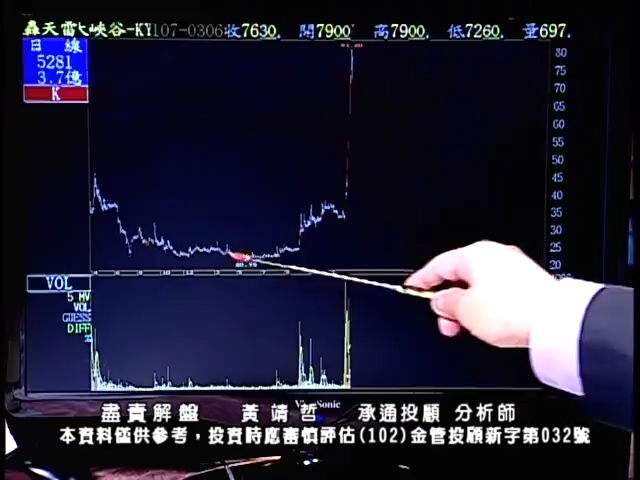 轟天雷大峽谷-KY107-0306收7630. 開7900 高7900. 低7260. 量697.
日 線
5281
3.7億
K
80
75
70
65
60
55
50
45
40
35
30
25
20
VOL
5 MV
VOL
GUESS
DIFF
ViewSonic
盡責解盤 黃靖哲 承通投顧 分析師
本資料僅供參考，投資時應審慎評估(102)金管投顧新字第032號